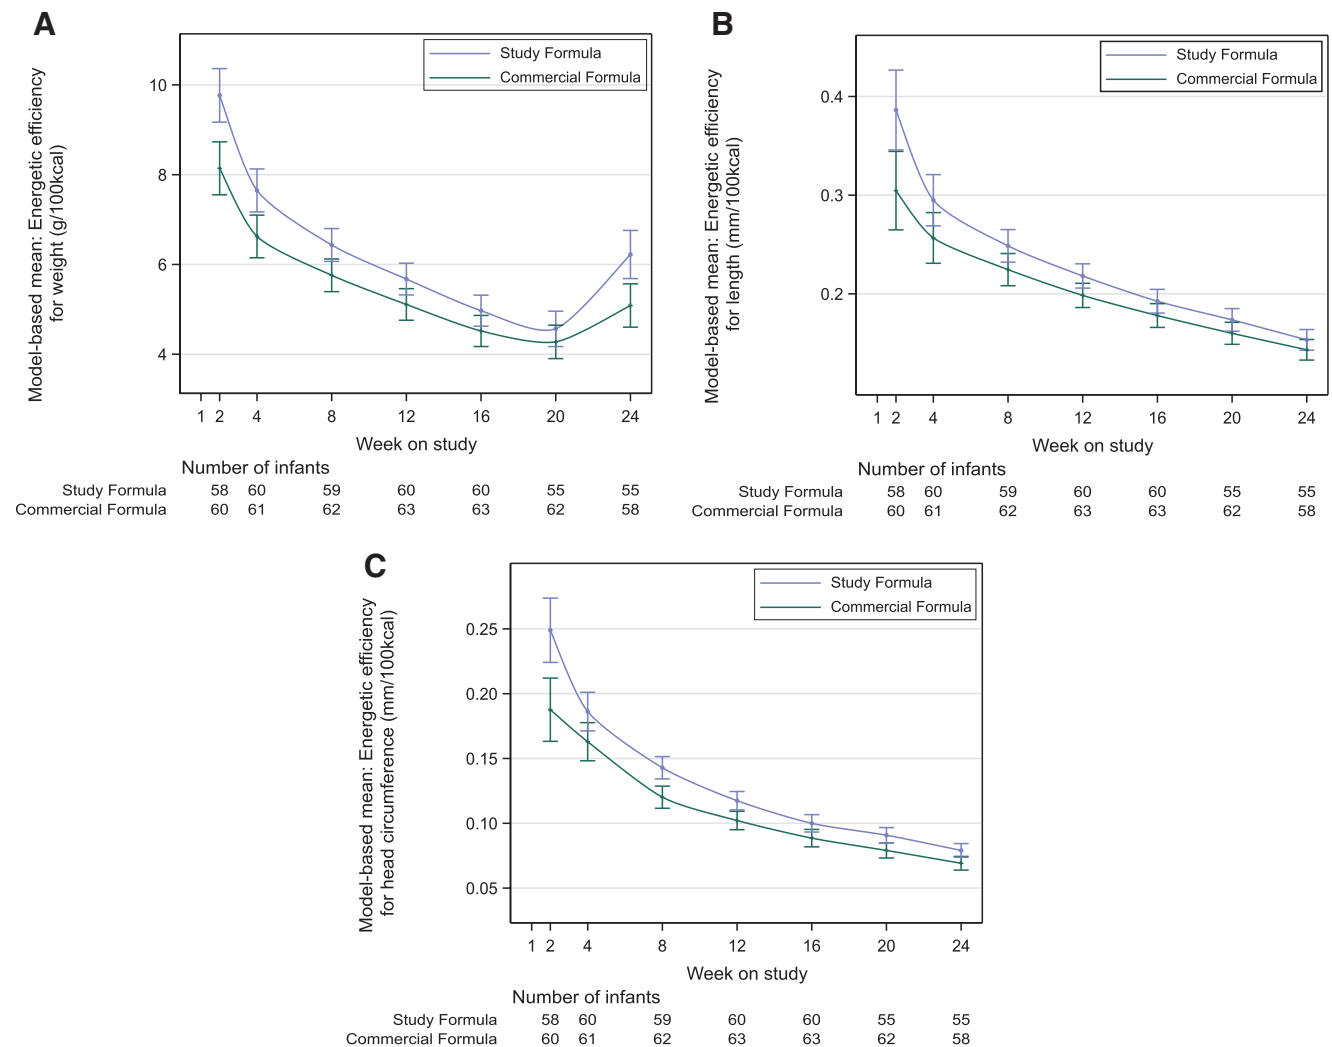 A
Model-based mean: Energetic efficiency
for weight (g/100kcal)
Study Formula
Commercial Formula
10
8
6
4
1 2 4 8 12 16 20 24
Week on study
Number of infants
Study Formula 58 60 59 60 60 55 55
Commercial Formula 60 61 62 63 63 62 58
B
Model-based mean: Energetic efficiency
for length (mm/100kcal)
Study Formula
Commercial Formula
0.4
0.3
0.2
1 2 4 8 12 16 20 24
Week on study
Number of infants
Study Formula 58 60 59 60 60 55 55
Commercial Formula 60 61 62 63 63 62 58
C
Model-based mean: Energetic efficiency
for head circumference (mm/100kcal)
Study Formula
Commercial Formula
0.25
0.20
0.15
0.10
0.05
1 2 4 8 12 16 20 24
Week on study
Number of infants
Study Formula 58 60 59 60 60 55 55
Commercial Formula 60 61 62 63 63 62 58